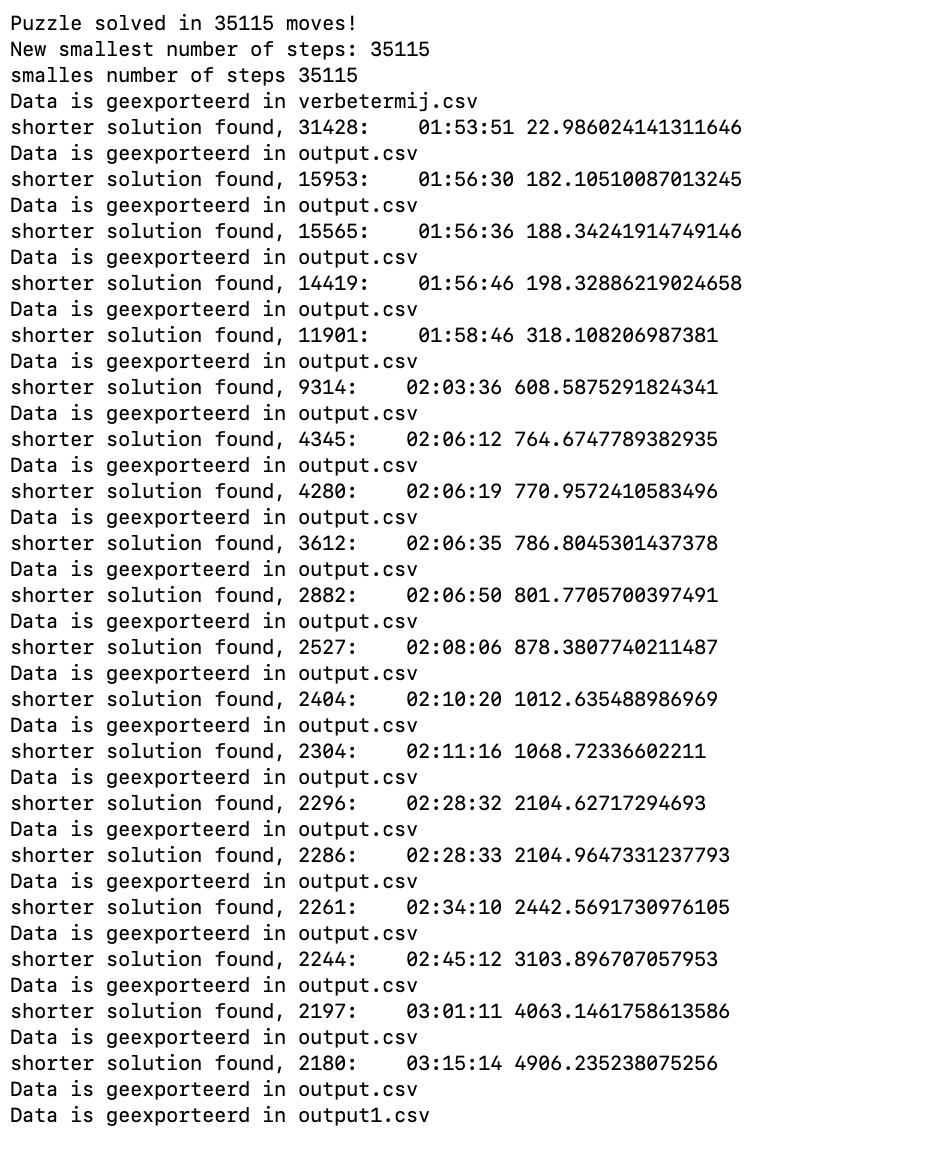 Puzzle solved in 35115 moves!
New smallest number of steps: 35115
smalles number of steps 35115
Data is geexporteerd in verbetermij.csv
shorter solution found, 31428:    01:53:51 22.986024141311646
Data is geexporteerd in output.csv
shorter solution found, 15953:    01:56:30 182.10510087013245
Data is geexporteerd in output.csv
shorter solution found, 15565:    01:56:36 188.34241914749146
Data is geexporteerd in output.csv
shorter solution found, 14419:    01:56:46 198.32886219024658
Data is geexporteerd in output.csv
shorter solution found, 11901:    01:58:46 318.108206987381
Data is geexporteerd in output.csv
shorter solution found, 9314:    02:03:36 608.5875291824341
Data is geexporteerd in output.csv
shorter solution found, 4345:    02:06:12 764.6747789382935
Data is geexporteerd in output.csv
shorter solution found, 4280:    02:06:19 770.9572410583496
Data is geexporteerd in output.csv
shorter solution found, 3612:    02:06:35 786.8045301437378
Data is geexporteerd in output.csv
shorter solution found, 2882:    02:06:50 801.7705700397491
Data is geexporteerd in output.csv
shorter solution found, 2527:    02:08:06 878.3807740211487
Data is geexporteerd in output.csv
shorter solution found, 2404:    02:10:20 1012.635488986969
Data is geexporteerd in output.csv
shorter solution found, 2304:    02:11:16 1068.72336602211
Data is geexporteerd in output.csv
shorter solution found, 2296:    02:28:32 2104.62717294693
Data is geexporteerd in output.csv
shorter solution found, 2286:    02:28:33 2104.9647331237793
Data is geexporteerd in output.csv
shorter solution found, 2261:    02:34:10 2442.5691730976105
Data is geexporteerd in output.csv
shorter solution found, 2244:    02:45:12 3103.896707057953
Data is geexporteerd in output.csv
shorter solution found, 2197:    03:01:11 4063.1461758613586
Data is geexporteerd in output.csv
shorter solution found, 2180:    03:15:14 4906.235238075256
Data is geexporteerd in output.csv
Data is geexporteerd in output1.csv